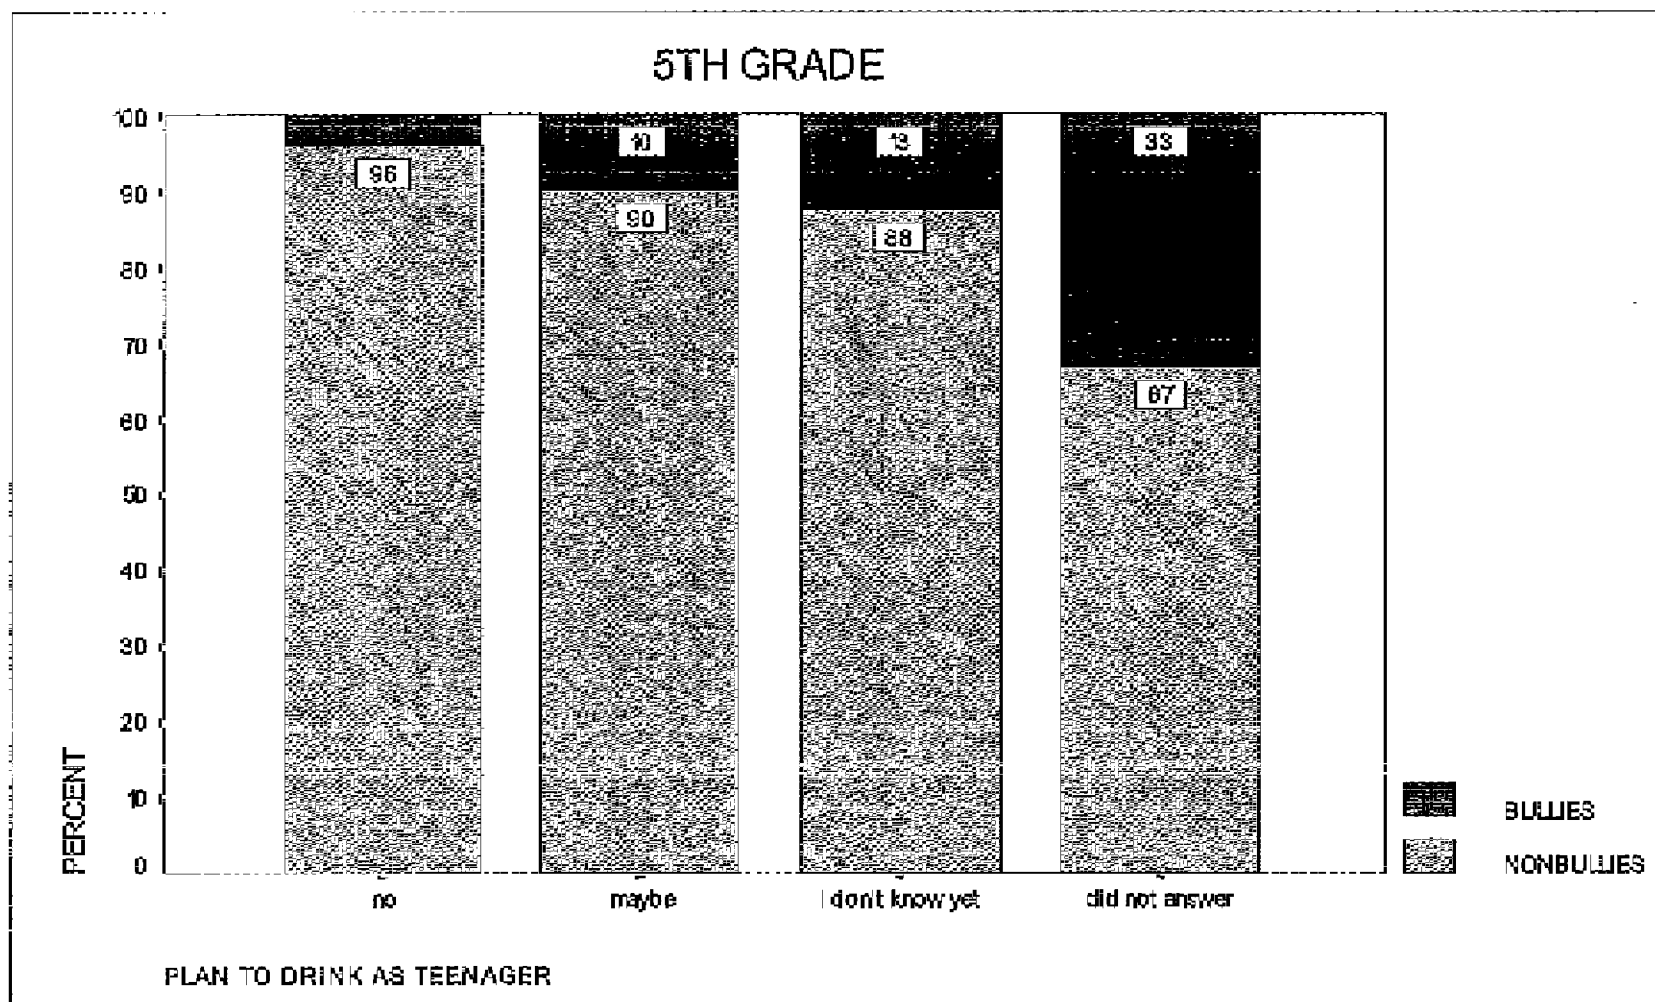 5TH GRADE
100
90
80
70
60
50
40
30
20
10
0
PERCENT
96
10
90
13
88
33
67
no
maybe
I don't know yet
did not answer
BULLIES
NONBULLIES
PLAN TO DRINK AS TEENAGER